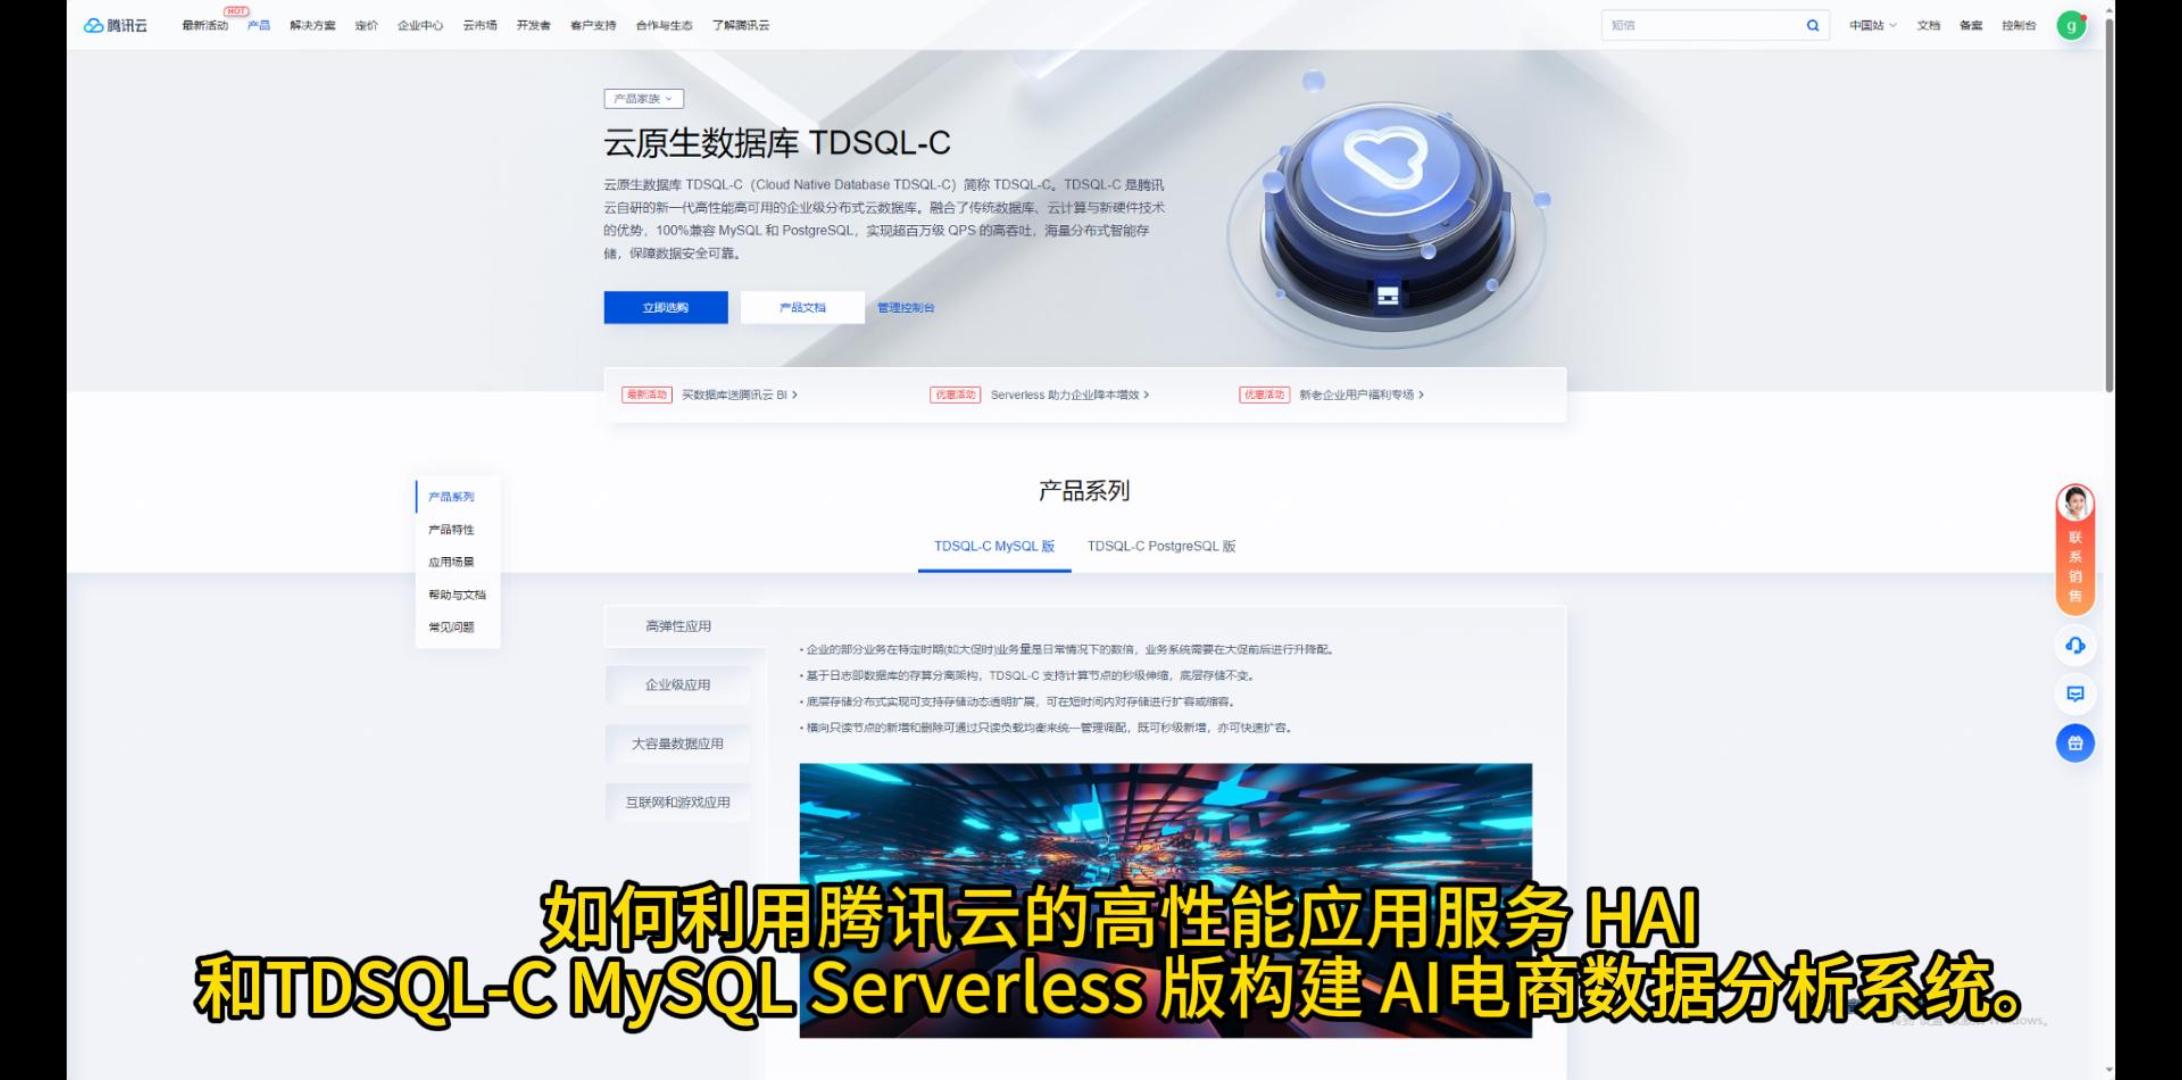 腾讯云
最新活动
HOT
产品
解决方案
定价
企业中心
云市场
开发者
客户支持
合作与生态
了解腾讯云
短信
中国站
文档
备案
控制台
g
产品家族
云原生数据库 TDSQL-C
云原生数据库 TDSQL-C（Cloud Native Database TDSQL-C）简称 TDSQL-C。TDSQL-C 是腾讯
云自研的新一代高性能高可用的企业级分布式云数据库。融合了传统数据库、云计算与新硬件技术
的优势，100%兼容 MySQL 和 PostgreSQL，实现超百万级 QPS 的高吞吐，海量分布式智能存
储，保障数据安全可靠。
立即选购
产品文档
管理控制台
最新活动 买数据库送腾讯云 BI
优惠活动 Serverless 助力企业降本增效
优惠活动 新老企业用户福利专场
产品系列
产品特性
应用场景
帮助与文档
常见问题
产品系列
TDSQL-C MySQL 版
TDSQL-C PostgreSQL 版
高弹性应用
企业级应用
大容量数据应用
互联网和游戏应用
• 企业的部分业务在特定时期(如大促时)业务量是日常情况下的数倍，业务系统需要在大促前后进行升降配。
• 基于日志即数据库的存算分离架构，TDSQL-C 支持计算节点的秒级伸缩，底层存储不变。
• 底层存储分布式实现可支持存储动态透明扩展，可在短时间内对存储进行扩容或缩容。
• 横向只读节点的新增和删除可通过只读负载均衡来统一管理调配，既可秒级新增，亦可快速扩容。
联
系
销
售
如何利用腾讯云的高性能应用服务 HAI
和TDSQL-C MySQL Serverless 版构建 AI电商数据分析系统。